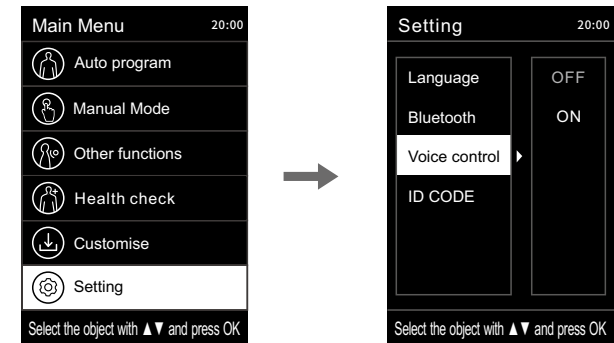 Main Menu 20:00
Auto program
Manual Mode
Other functions
Health check
Customise
Setting
Select the object with ▲▼ and press OK
Setting 20:00
Language
Bluetooth
Voice control
ID CODE
OFF
ON
Select the object with ▲▼ and press OK